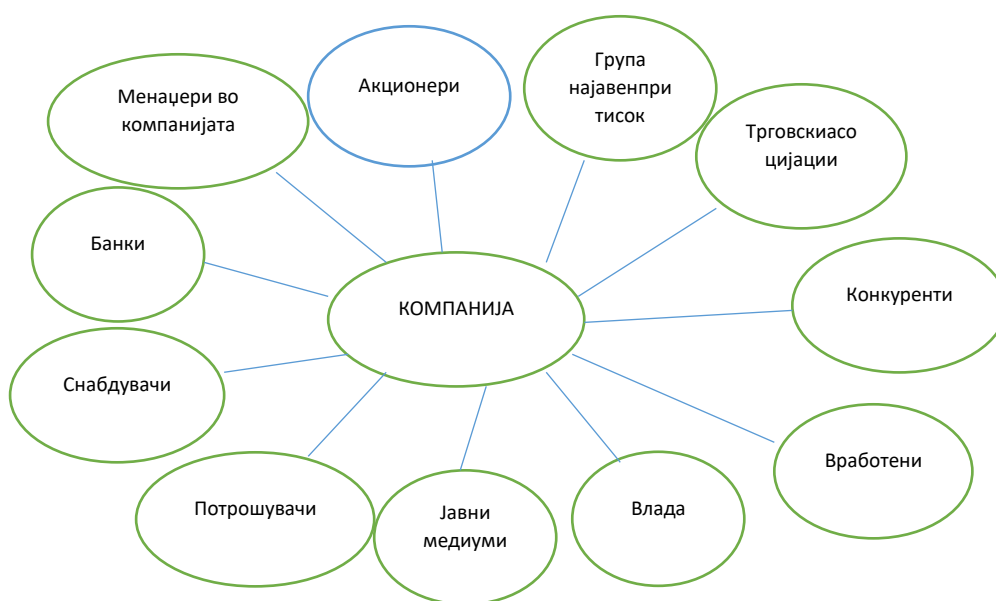 Менаџери во
компанијата
Акционери
Група
најавенпри
тисок
Трговскиасо
цијации
Банки
КОМПАНИЈА
Конкуренти
Снабдувачи
Вработени
Потрошувачи
Јавни
медиуми
Влада